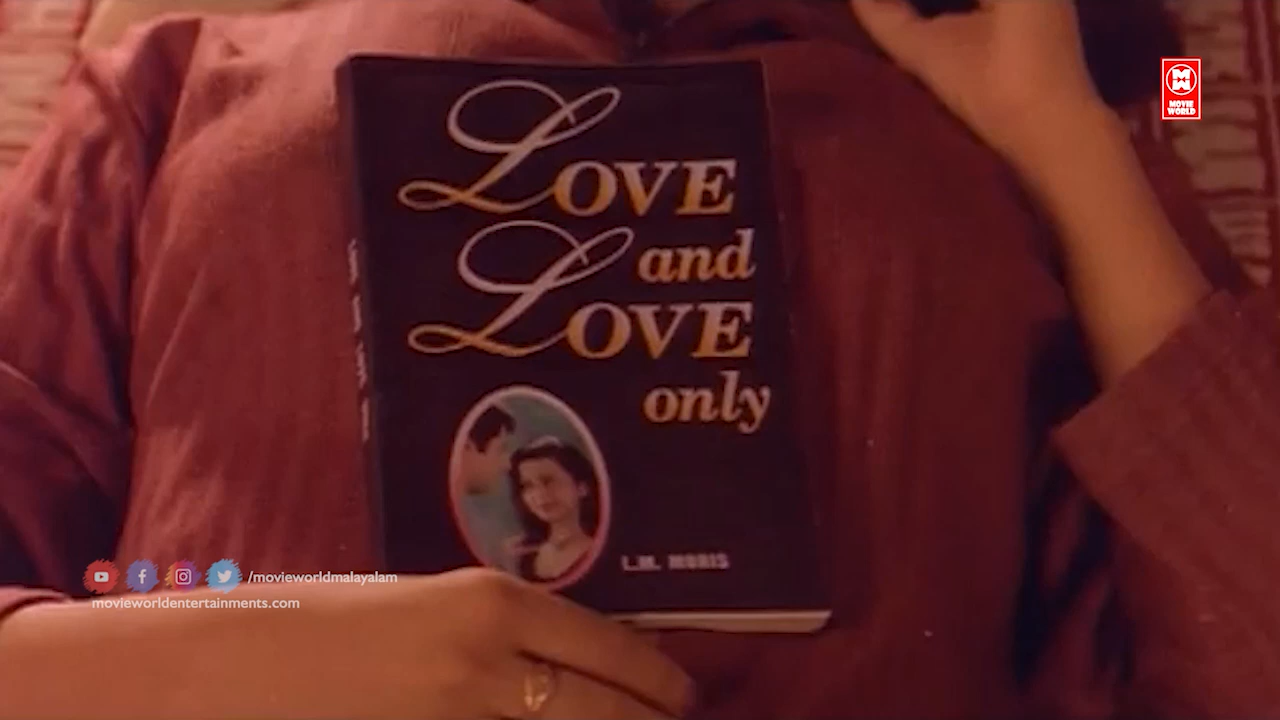 LOVE
and
LOVE
only
L.M. MORIS
MOVIE
WORLD
/movieworldmalayalam
movieworldentertainments.com